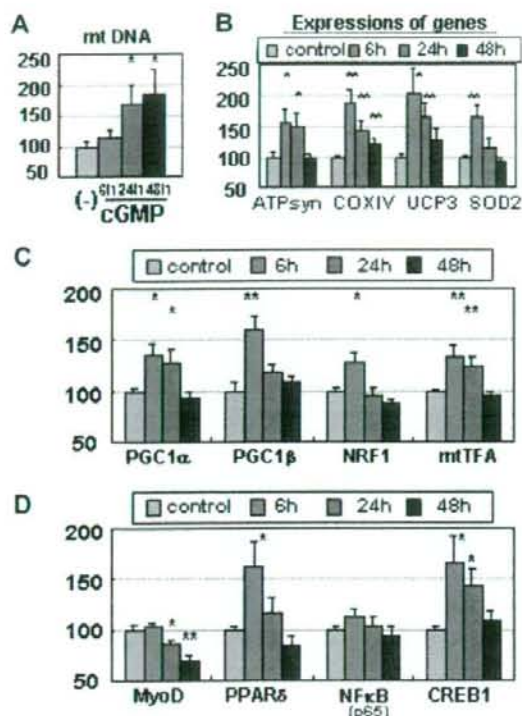 A
mt DNA
250
200
150
100
50
(-) 6h 24h 48h
cGMP
B
Expressions of genes
control 6h 24h 48h
250
200
150
100
50
ATPsyn COXIV UCP3 SOD2
C
control 6h 24h 48h
200
150
100
50
PGC1α PGC1β NRF1 mtTFA
D
control 6h 24h 48h
200
150
100
50
MyoD PPARδ NFκB CREB1
(p65)